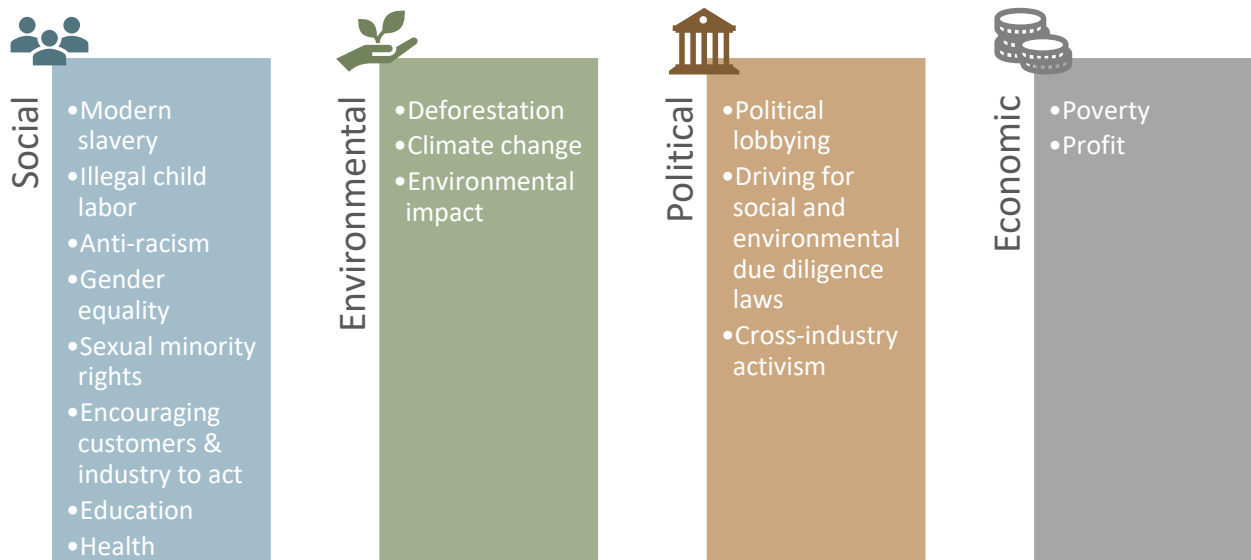 Social
•Modern
slavery
•Illegal child
labor
•Anti-racism
•Gender
equality
•Sexual minority
rights
•Encouraging
customers &
industry to act
•Education
•Health
Environmental
•Deforestation
•Climate change
•Environmental
impact
Political
•Political
lobbying
•Driving for
social and
environmental
due diligence
laws
•Cross-industry
activism
Economic
•Poverty
•Profit